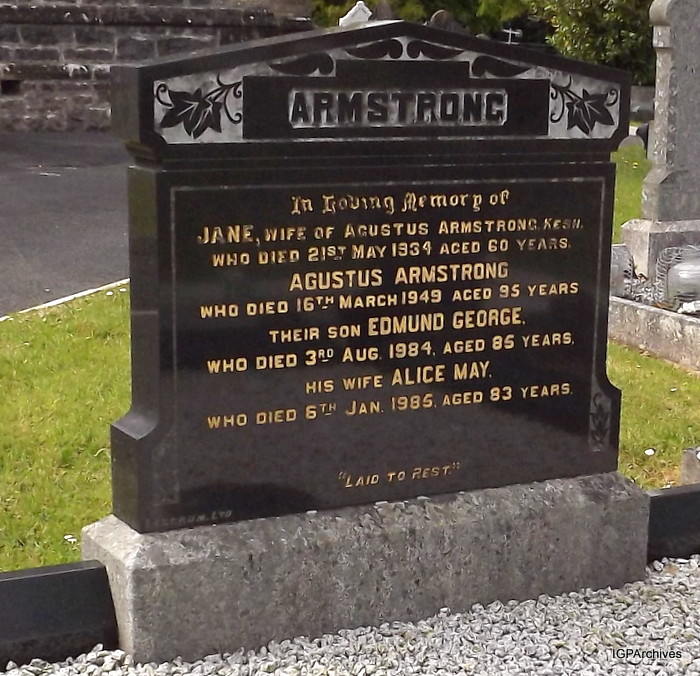 ARMSTRONG
In Loving Memory of
JANE, WIFE OF AGUSTUS ARMSTRONG, KESH.
WHO DIED 21ST MAY 1934 AGED 60 YEARS.
AGUSTUS ARMSTRONG
WHO DIED 16TH MARCH 1949 AGED 95 YEARS
THEIR SON EDMUND GEORGE,
WHO DIED 3RD AUG. 1984, AGED 85 YEARS,
HIS WIFE ALICE MAY,
WHO DIED 6TH JAN. 1985, AGED 83 YEARS.
"LAID TO REST."
LTD
IGPArchives